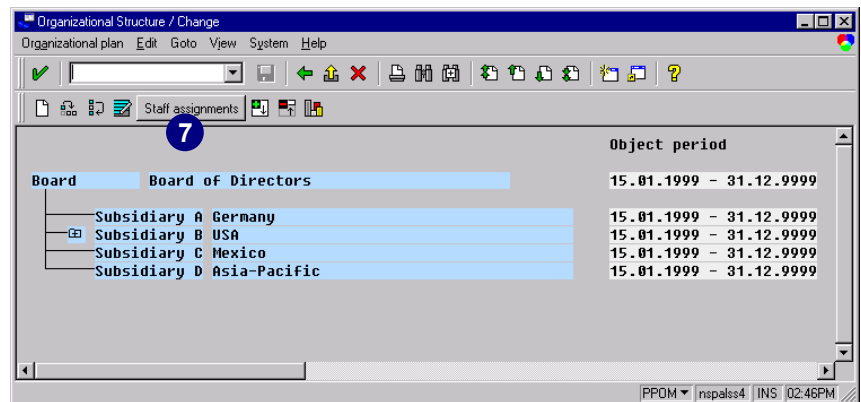 Organizational Structure / Change
Organizational plan Edit Goto View System Help
Staff assignments
7
Object period
Board Board of Directors 15.01.1999 - 31.12.9999
Subsidiary A Germany 15.01.1999 - 31.12.9999
Subsidiary B USA 15.01.1999 - 31.12.9999
Subsidiary C Mexico 15.01.1999 - 31.12.9999
Subsidiary D Asia-Pacific 15.01.1999 - 31.12.9999
PPOM nspalss4 INS 02:46PM